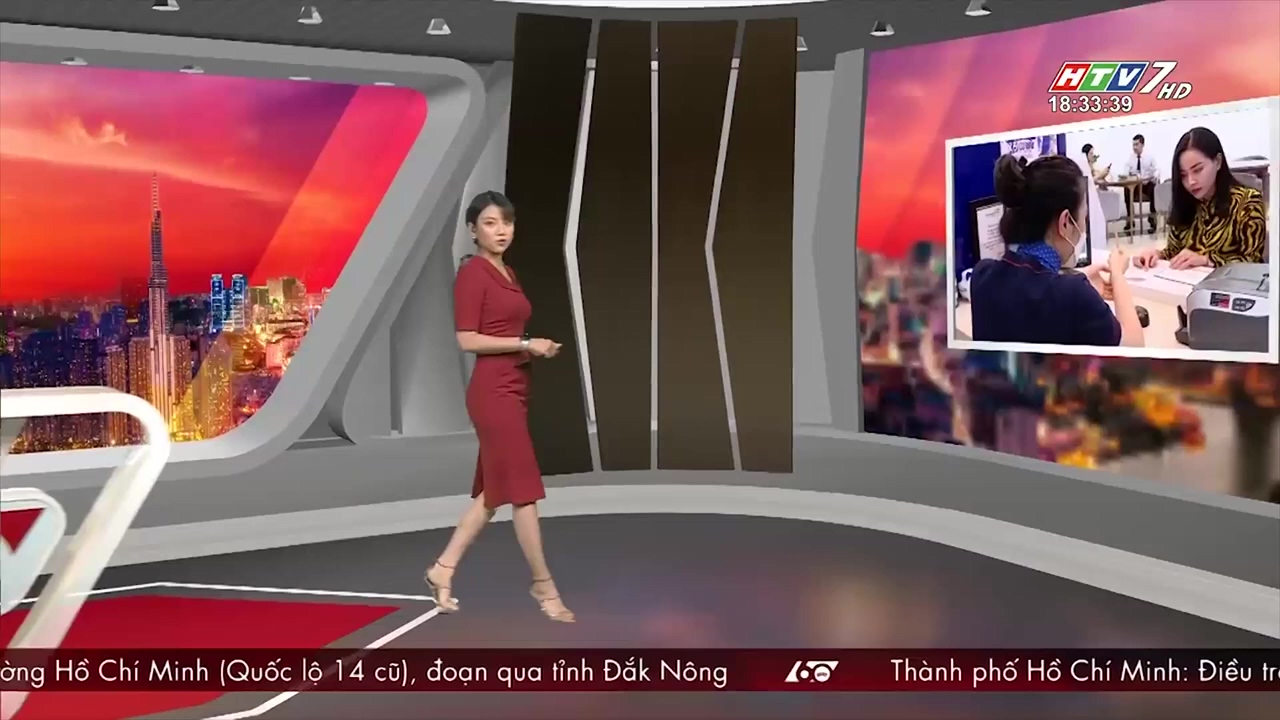 HTV7 HD
18:33:39
ờng Hồ Chí Minh (Quốc lộ 14 cũ), đoạn qua tỉnh Đắk Nông 60 Thành phố Hồ Chí Minh: Điều tr